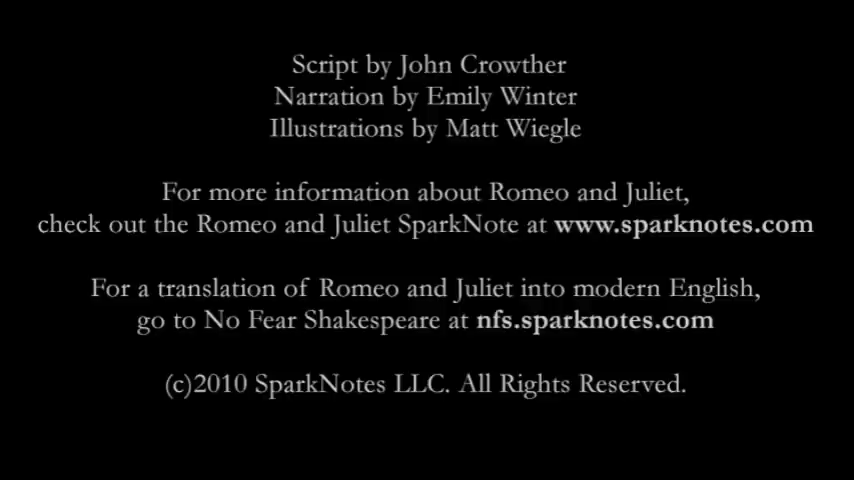 Script by John Crowther
Narration by Emily Winter
Illustrations by Matt Wiegle
For more information about Romeo and Juliet,
check out the Romeo and Juliet SparkNote at www.sparknotes.com
For a translation of Romeo and Juliet into modern English,
go to No Fear Shakespeare at nfs.sparknotes.com
(c)2010 SparkNotes LLC. All Rights Reserved.